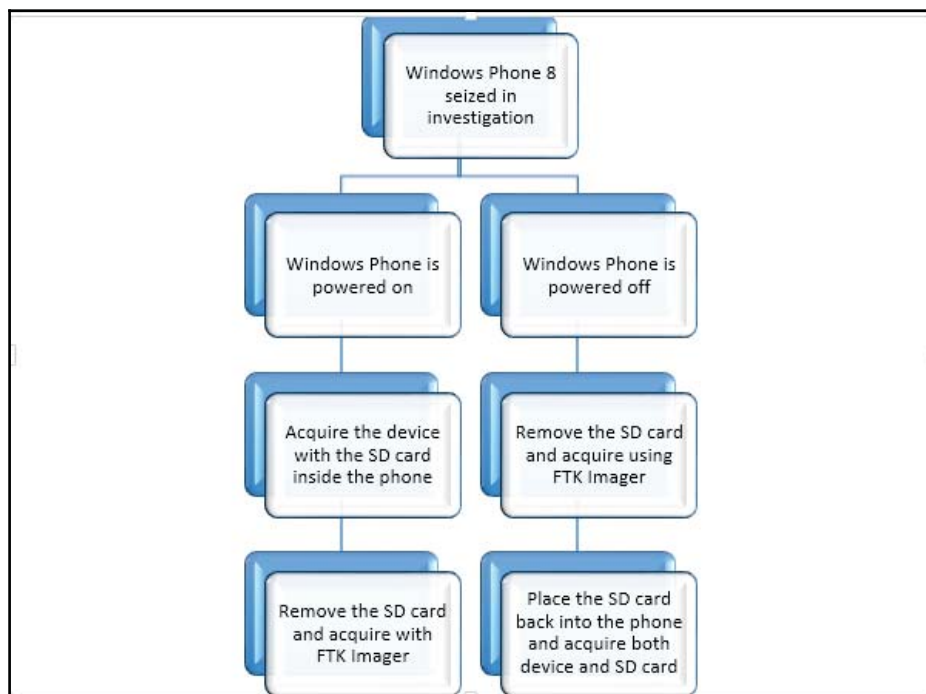 Windows Phone 8
seized in
investigation
Windows Phone is
powered on
Windows Phone is
powered off
Acquire the device
with the SD card
inside the phone
Remove the SD card
and acquire using
FTK Imager
Remove the SD card
and acquire with
FTK Imager
Place the SD card
back into the phone
and acquire both
device and SD card